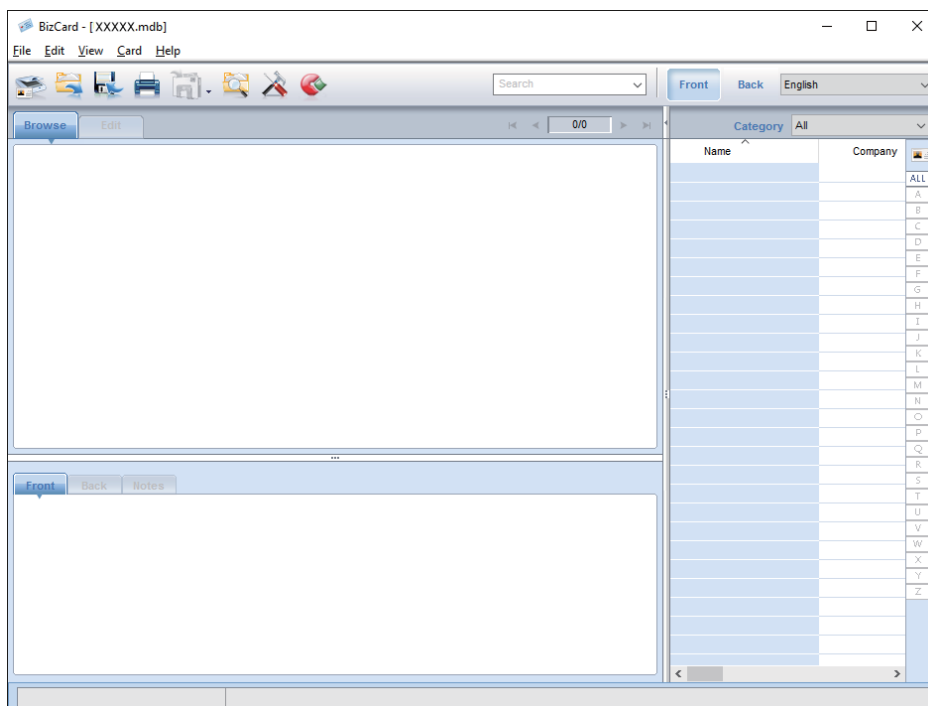 BizCard - [XXXXX.mdb]
File Edit View Card Help
Search
Front Back English
Browse Edit 0/0 Category All
Name Company
ALL
A
B
C
D
E
F
G
H
I
J
K
L
M
N
O
P
Q
R
S
T
U
V
W
X
Y
Z
Front Back Notes